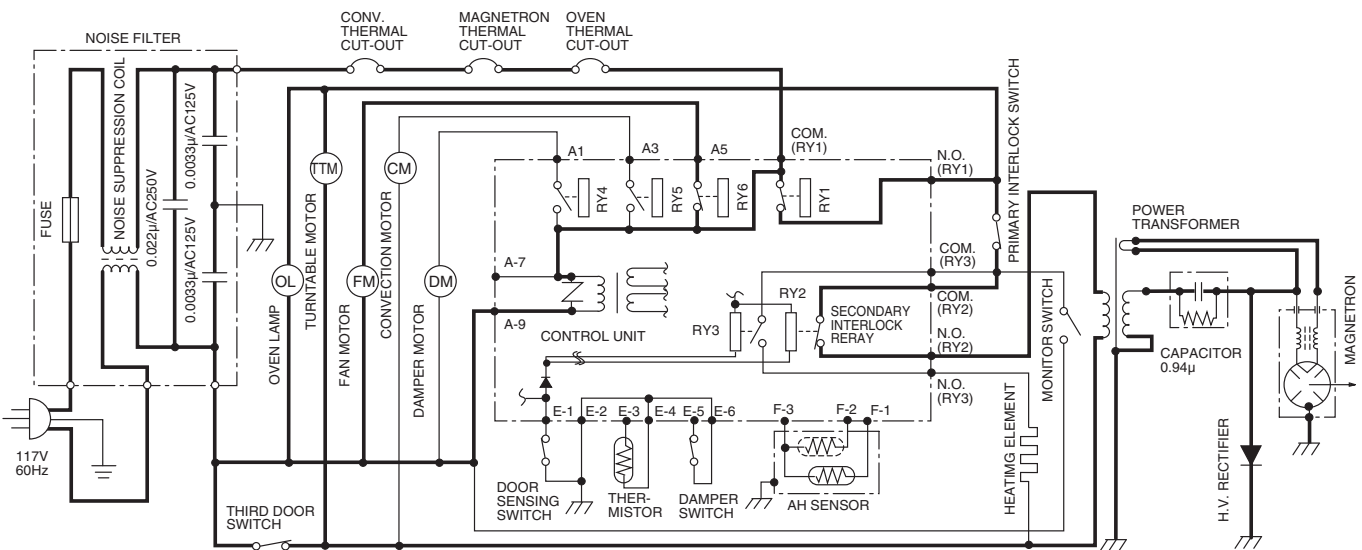 CONV.
THERMAL
CUT-OUT
MAGNETRON
THERMAL
CUT-OUT
OVEN
THERMAL
CUT-OUT
NOISE FILTER
FUSE
NOISE SUPPRESSION COIL
0.022µ/AC250V
0.0033µ/AC125V
0.0033µ/AC125V
117V
60Hz
OL
OVEN LAMP
TTM
TURNTABLE MOTOR
FM
FAN MOTOR
CM
CONVECTION MOTOR
DM
DAMPER MOTOR
THIRD DOOR
SWITCH
A1
A3
A5
COM.
(RY1)
N.O.
(RY1)
RY4
RY5
RY6
RY1
PRIMARY INTERLOCK SWITCH
A-7
A-9
CONTROL UNIT
COM.
(RY3)
COM.
(RY2)
N.O.
(RY2)
N.O.
(RY3)
RY3
RY2
SECONDARY
INTERLOCK
RERAY
E-1
E-2
E-3
E-4
E-5
E-6
F-3
F-2
F-1
DOOR
SENSING
SWITCH
THER-
MISTOR
DAMPER
SWITCH
AH SENSOR
HEATIMG ELEMENT
MONITOR SWITCH
POWER
TRANSFORMER
CAPACITOR
0.94µ
H.V. RECTIFIER
MAGNETRON